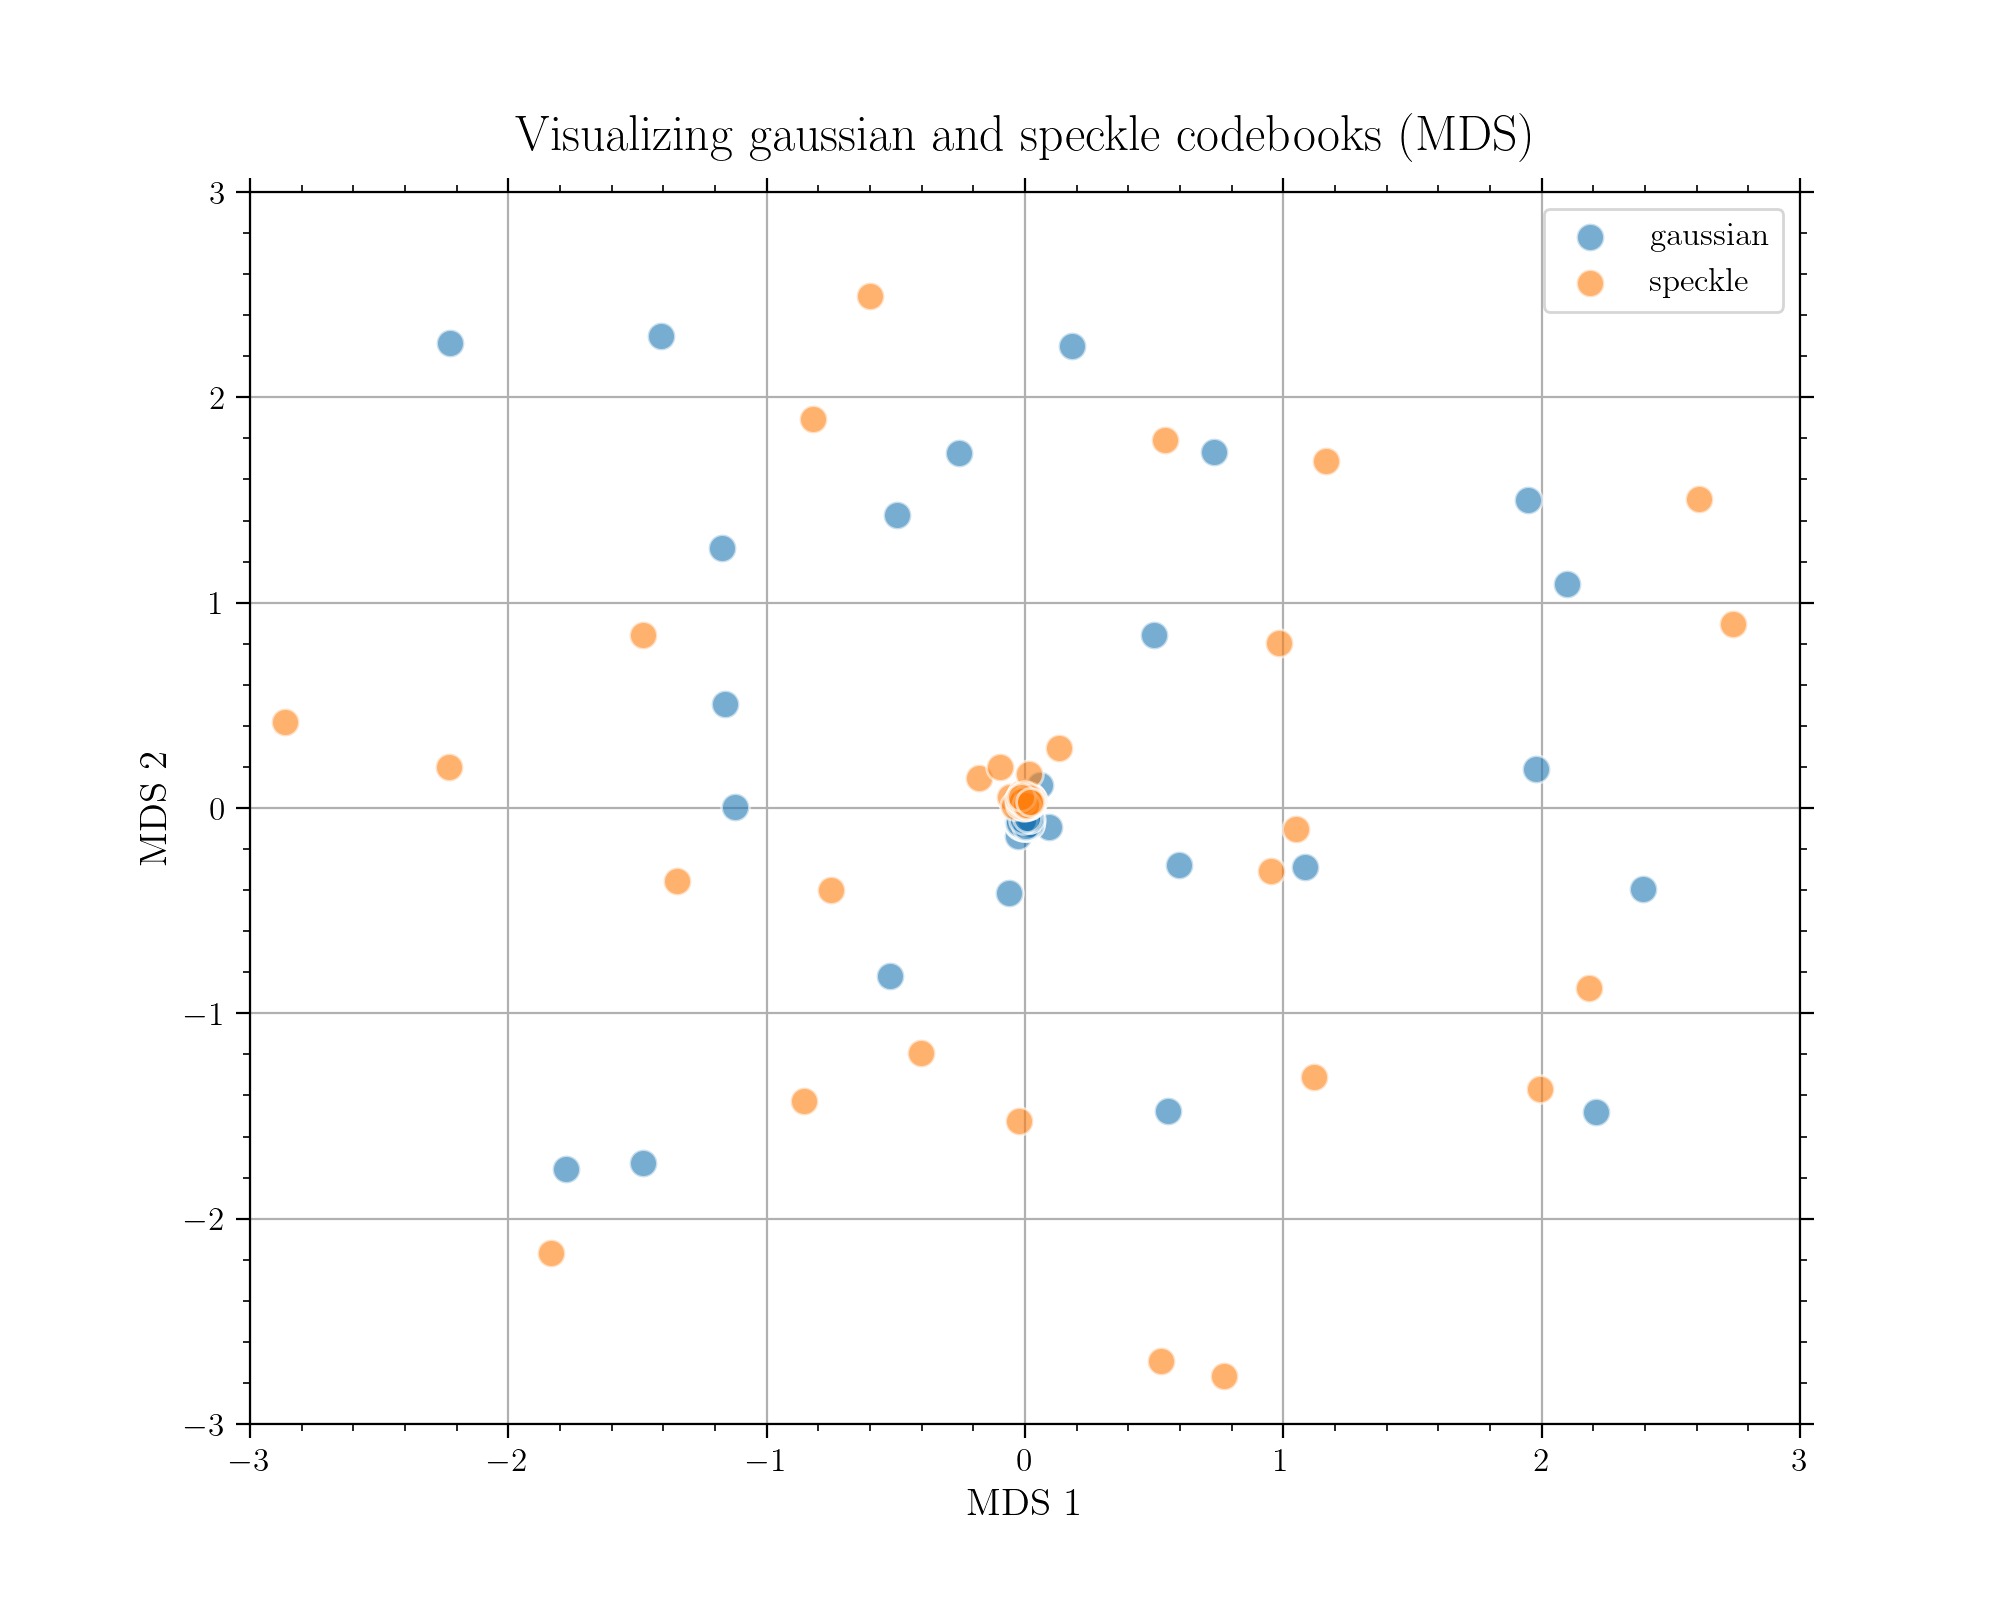 Visualizing gaussian and speckle codebooks (MDS)
gaussian
speckle
3
2
1
0
−1
−2
−3
MDS 2
−3
−2
−1
0
1
2
3
MDS 1